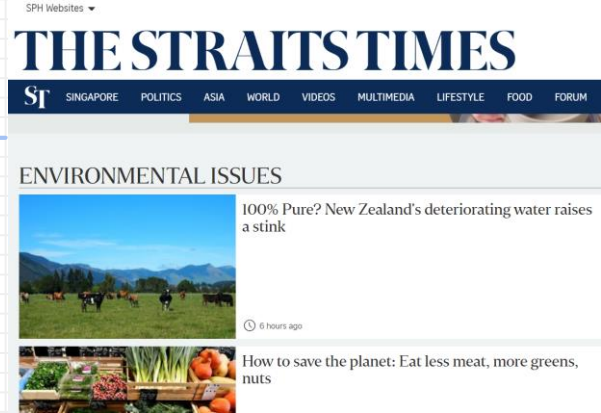 SPH Websites
THE STRAITS TIMES
ST SINGAPORE POLITICS ASIA WORLD VIDEOS MULTIMEDIA LIFESTYLE FOOD FORUM
ENVIRONMENTAL ISSUES
100% Pure? New Zealand's deteriorating water raises
a stink
6 hours ago
How to save the planet: Eat less meat, more greens,
nuts